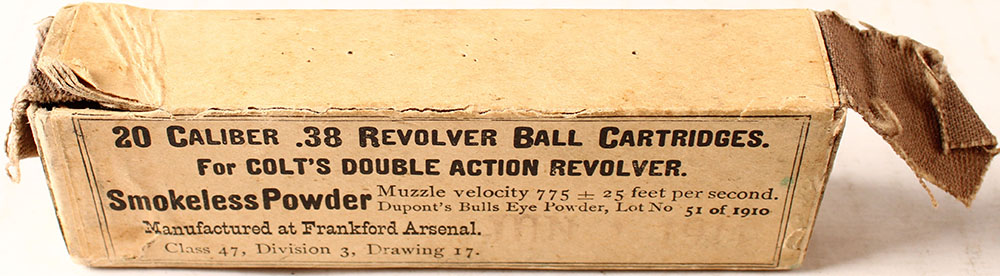 20 CALIBER .38 REVOLVER BALL CARTRIDGES.
FOR COLT'S DOUBLE ACTION REVOLVER.
Smokeless Powder Muzzle velocity 775 ± 25 feet per second.
Dupont's Bulls Eye Powder, Lot No 51 of 1910
Manufactured at Frankford Arsenal.
Class 47, Division 3, Drawing 17.